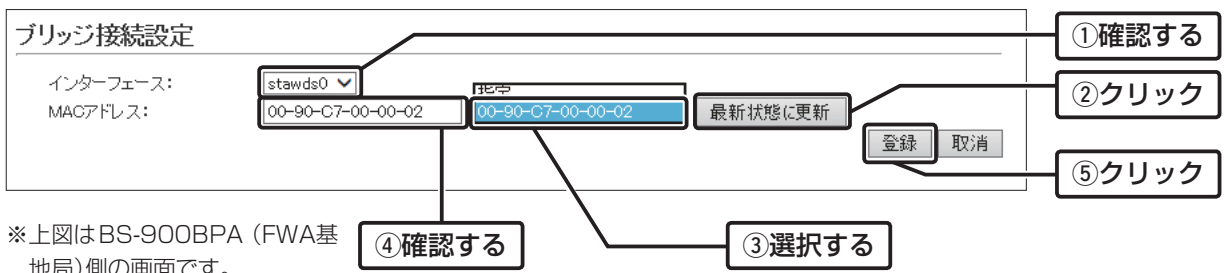 ブリッジ接続設定
①確認する
インターフェース: stawds0
MACアドレス: 00-90-C7-00-00-02 00-90-C7-00-00-02 最新状態に更新
②クリック
登録 取消
⑤クリック
④確認する
③選択する
※上図はBS-900BPA (FWA基
地局)側の画面です。